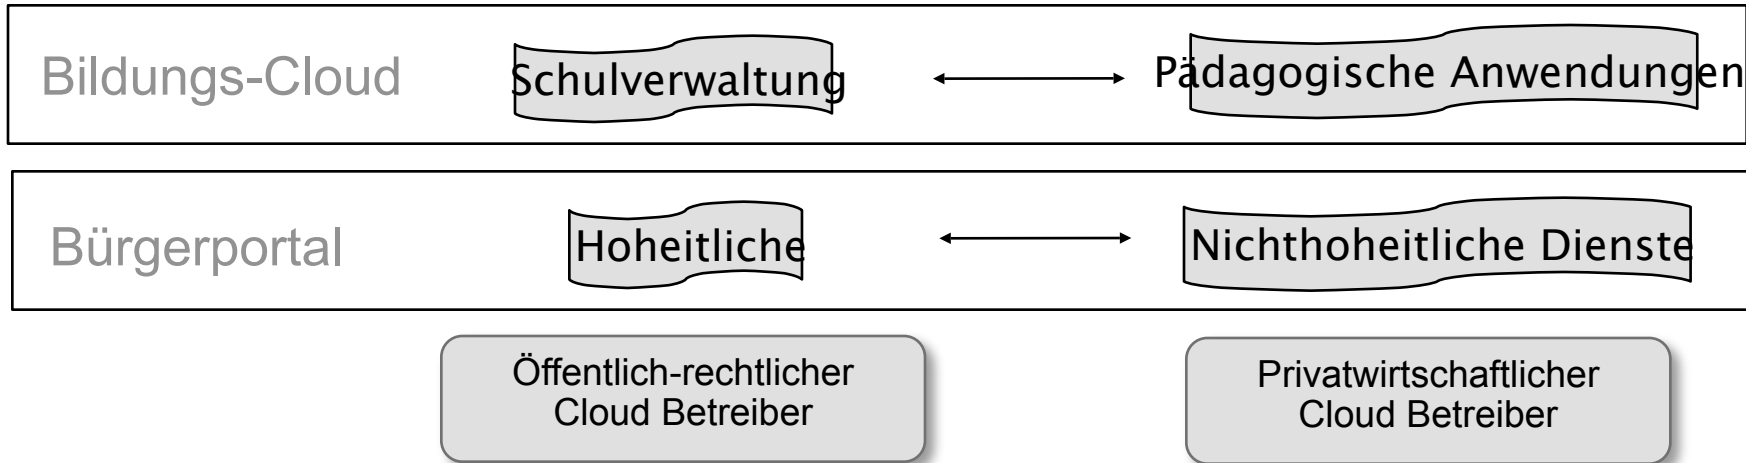 Bildungs-Cloud
Schulverwaltung
Pädagogische Anwendungen
Bürgerportal
Hoheitliche
Nichthoheitliche Dienste
Öffentlich-rechtlicher
Cloud Betreiber
Privatwirtschaftlicher
Cloud Betreiber